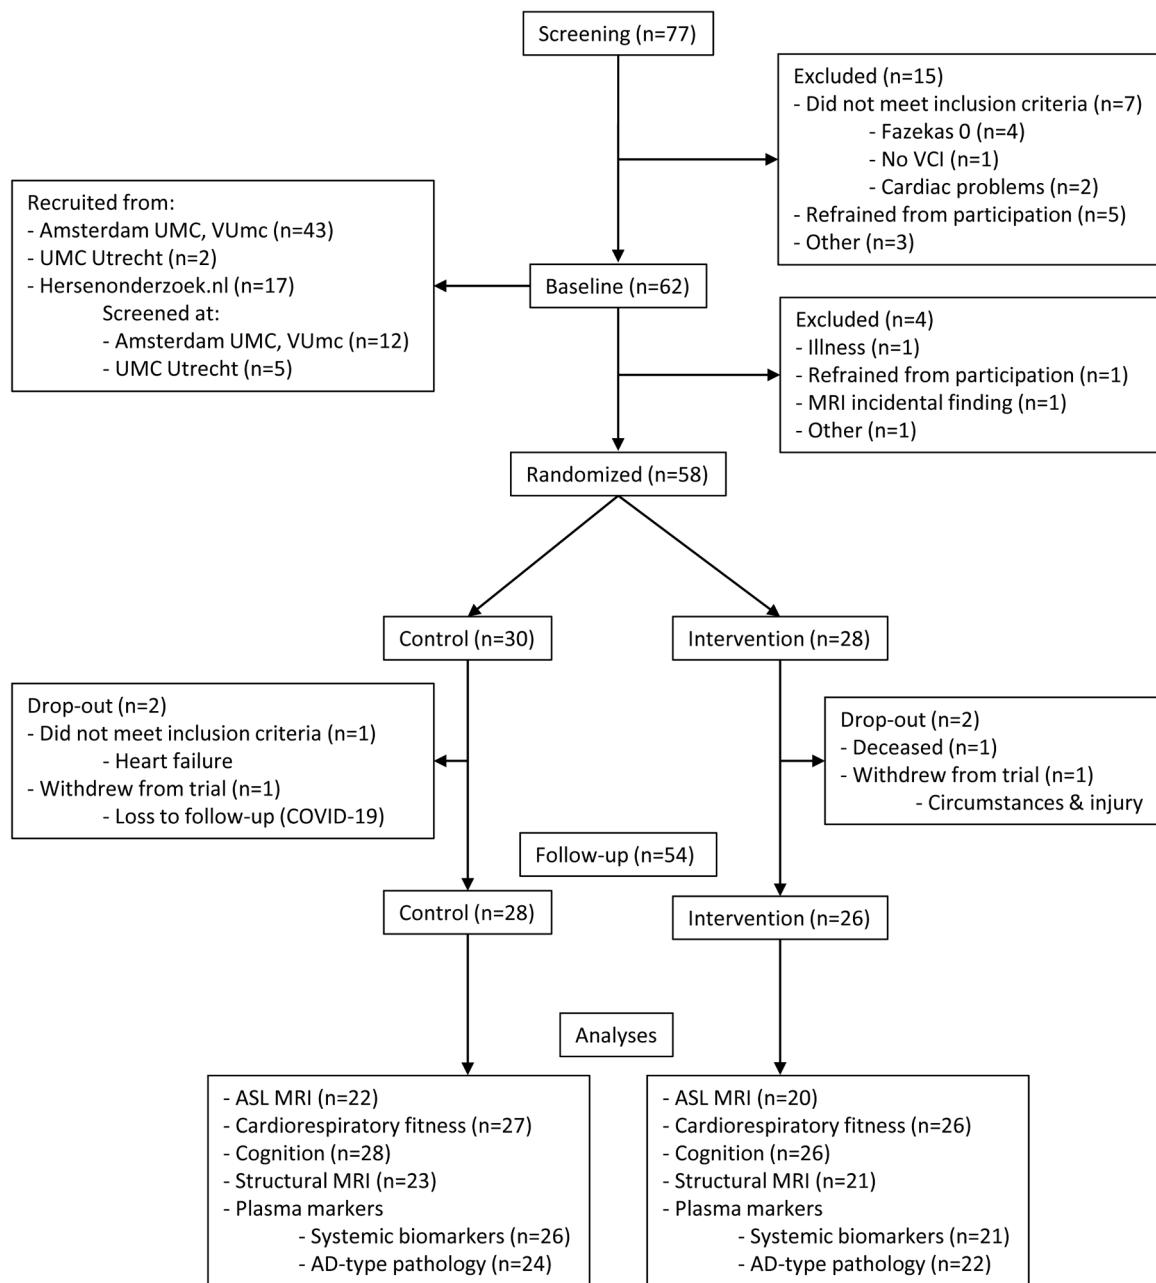 Screening (n=77)
Excluded (n=15)
- Did not meet inclusion criteria (n=7)
- Fazekas 0 (n=4)
- No VCI (n=1)
- Cardiac problems (n=2)
- Refrained from participation (n=5)
- Other (n=3)
Recruited from:
- Amsterdam UMC, VUmc (n=43)
- UMC Utrecht (n=2)
- Hersenonderzoek.nl (n=17)
Screened at:
- Amsterdam UMC, VUmc (n=12)
- UMC Utrecht (n=5)
Baseline (n=62)
Excluded (n=4)
- Illness (n=1)
- Refrained from participation (n=1)
- MRI incidental finding (n=1)
- Other (n=1)
Randomized (n=58)
Control (n=30)
Intervention (n=28)
Drop-out (n=2)
- Did not meet inclusion criteria (n=1)
- Heart failure
- Withdrew from trial (n=1)
- Loss to follow-up (COVID-19)
Drop-out (n=2)
- Deceased (n=1)
- Withdrew from trial (n=1)
- Circumstances & injury
Follow-up (n=54)
Control (n=28)
Intervention (n=26)
Analyses
- ASL MRI (n=22)
- Cardiorespiratory fitness (n=27)
- Cognition (n=28)
- Structural MRI (n=23)
- Plasma markers
- Systemic biomarkers (n=26)
- AD-type pathology (n=24)
- ASL MRI (n=20)
- Cardiorespiratory fitness (n=26)
- Cognition (n=26)
- Structural MRI (n=21)
- Plasma markers
- Systemic biomarkers (n=21)
- AD-type pathology (n=22)